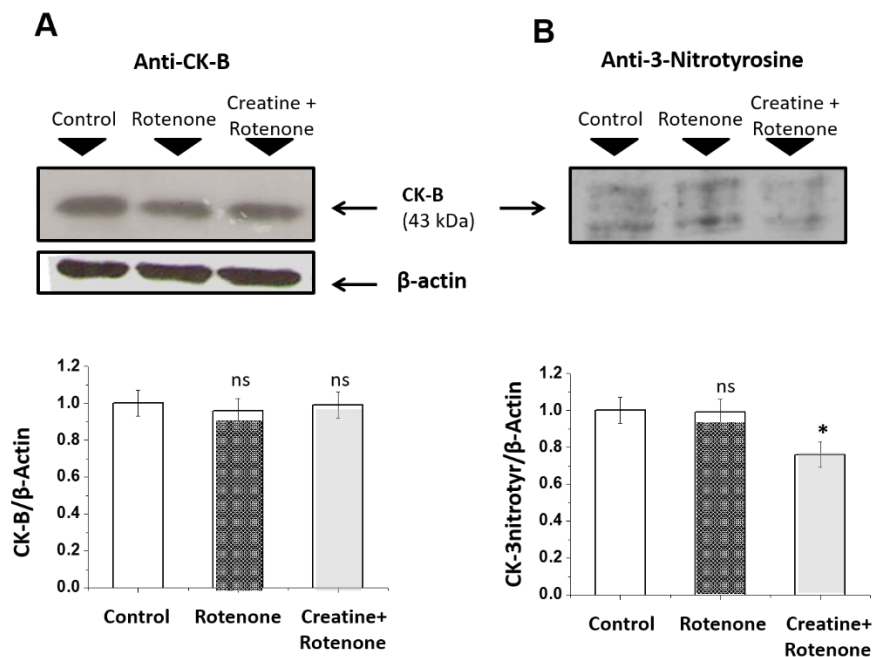 A
Anti-CK-B
Control
Rotenone
Creatine +
Rotenone
CK-B
(43 kDa)
β-actin
B
Anti-3-Nitrotyrosine
Control
Rotenone
Creatine +
Rotenone
CK-B/β-Actin
1.2
1.0
0.8
0.6
0.4
0.2
0.0
ns
ns
Control
Rotenone
Creatine+
Rotenone
CK-3nitrotyr/β-Actin
1.2
1.0
0.8
0.6
0.4
0.2
0.0
ns
*
Control
Rotenone
Creatine+
Rotenone